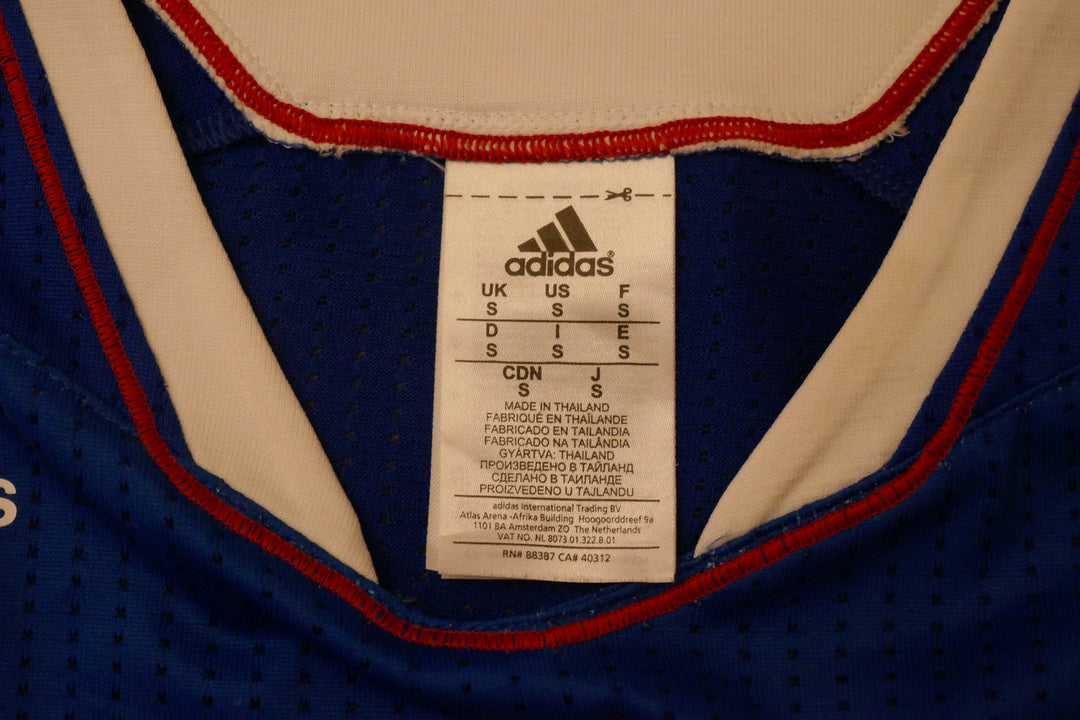 adidas®
UK US F
S S S
D I E
S S S
CDN J
S S
MADE IN THAILAND
FABRIQUÉ EN THAÏLANDE
FABRICADO EN TAILANDIA
FABRICADO NA TAILÂNDIA
GYÁRTVA: THAILAND
ПРОИЗВЕДЕНО В ТАЙЛАНД
СДЕЛАНО В ТАИЛАНДЕ
PROIZVEDENO U TAJLANDU
adidas International Trading BV
Atlas Arena -Afrika Building Hoogoorddreef 9a
1101 BA Amsterdam ZO The Netherlands
VAT NO. NL 8073.01.322.B.01
RN# 88387 CA# 40312
s